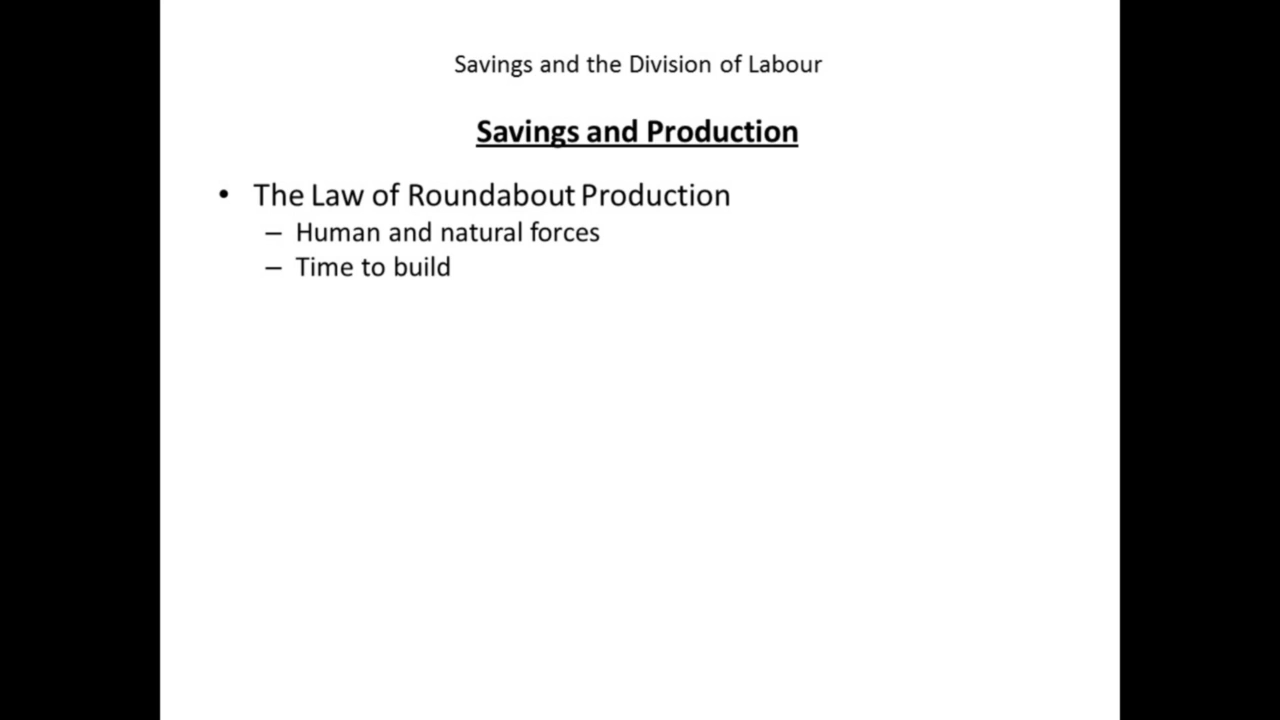 Savings and the Division of Labour
Savings and Production
• The Law of Roundabout Production
– Human and natural forces
– Time to build